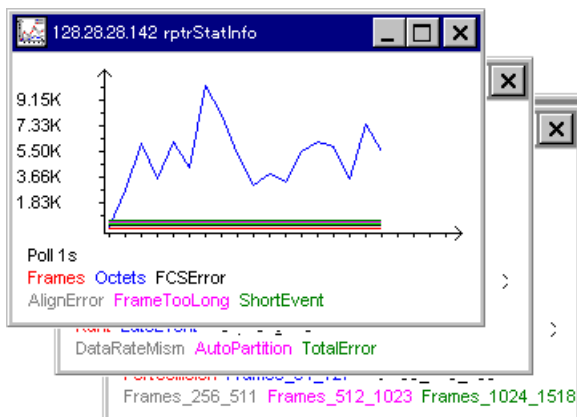 128.28.28.142 rptrStatInfo
9.15K
7.33K
5.50K
3.66K
1.83K
Poll 1s
Frames Octets FCSError
AlignError FrameTooLong ShortEvent
DataRateMism AutoPartition TotalError
Frames_256_511 Frames_512_1023 Frames_1024_1518